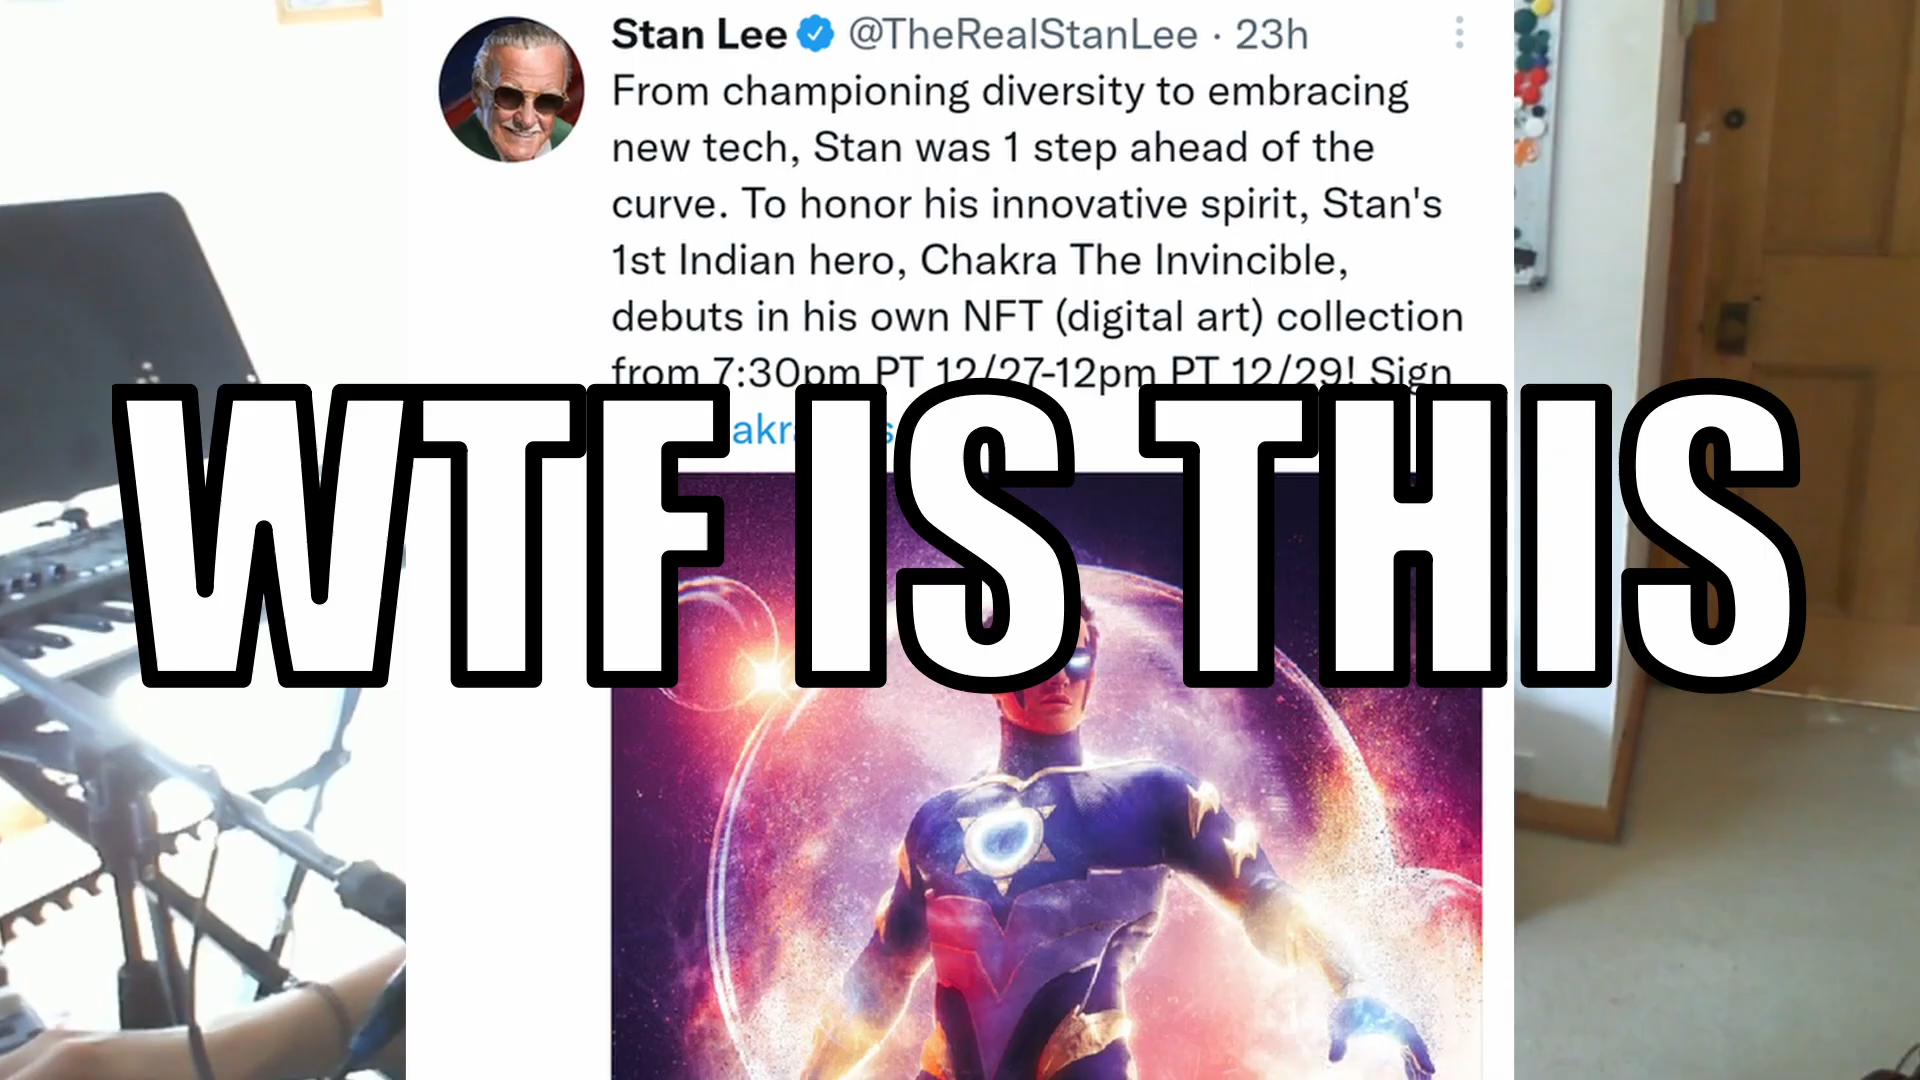 Stan Lee @TheRealStanLee · 23h
From championing diversity to embracing
new tech, Stan was 1 step ahead of the
curve. To honor his innovative spirit, Stan's
1st Indian hero, Chakra The Invincible,
debuts in his own NFT (digital art) collection
from 7:30pm PT 12/27-12pm PT 12/29! Sign
WTF IS THIS